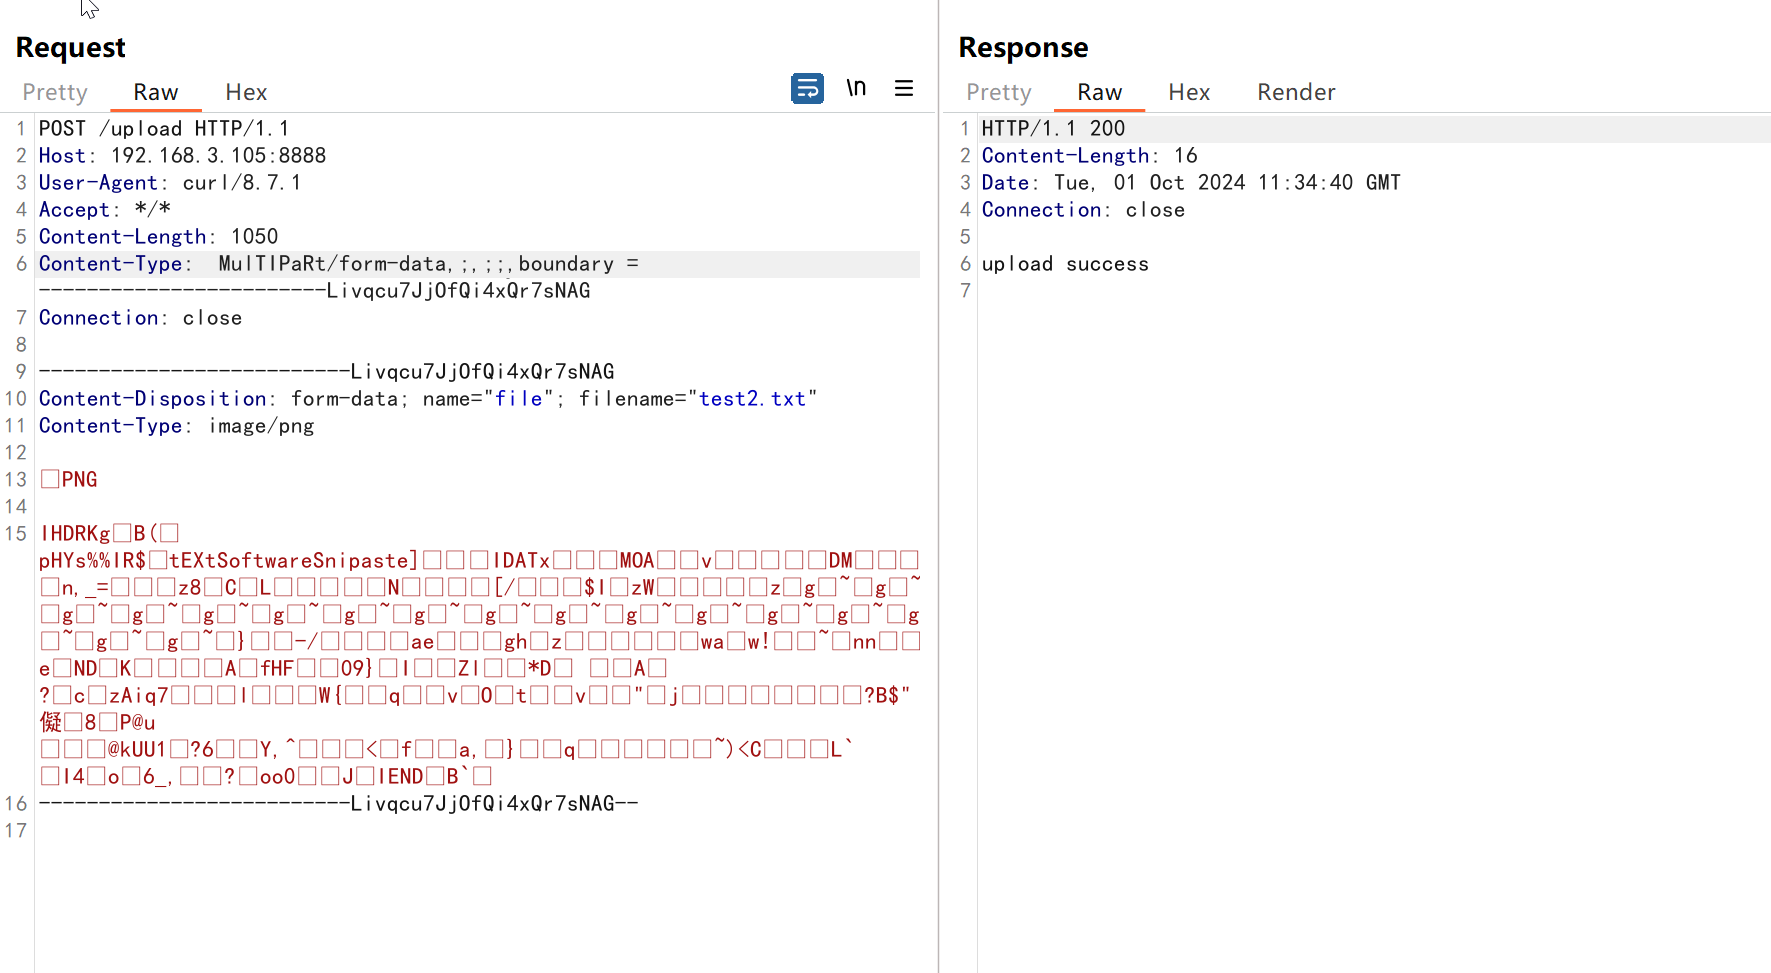 Request
Pretty Raw Hex
\n
1 POST /upload HTTP/1.1
2 Host: 192.168.3.105:8888
3 User-Agent: curl/8.7.1
4 Accept: */*
5 Content-Length: 1050
6 Content-Type:  MulTIPaRt/form-data,;,;;,boundary =
------------------------Livqcu7JjOfQi4xQr7sNAG
7 Connection: close
8
9 --------------------------Livqcu7JjOfQi4xQr7sNAG
10 Content-Disposition: form-data; name="file"; filename="test2.txt"
11 Content-Type: image/png
12
13 □PNG
14
15 IHDRKg□B(□
pHYs%%IR$□tEXtSoftwareSnipaste]□□□IDATx□□□MOA□□v□□□□□DM□□□
□n,_=□□□z8□C□L□□□□□N□□□□[/□□□$I□zW□□□□□z□g□~□g□~
□g□~□g□~□g□~□g□~□g□~□g□~□g□~□g□~□g□~□g□~□g□~□g□~□g
□~□g□~□g□~□}□□-/□□□□ae□□□gh□z□□□□□□wa□w!□□~□nn□□
e□ND□K□□□□A□fHF□□09}□I□□ZI□□*D□ □□A□
?□c□zAiq7□□□I□□□W{□□q□□v□O□t□□v□□"□j□□□□□□□□?B$"
儗□8□P@u
□□□@kUU1□?6□□Y,^□□□<□f□□a,□}□□q□□□□□□~)<C□□□L`
□I4□o□6_,□□?□oo0□□J□IEND□B`□
16 --------------------------Livqcu7JjOfQi4xQr7sNAG--
17
Response
Pretty Raw Hex Render
1 HTTP/1.1 200
2 Content-Length: 16
3 Date: Tue, 01 Oct 2024 11:34:40 GMT
4 Connection: close
5
6 upload success
7